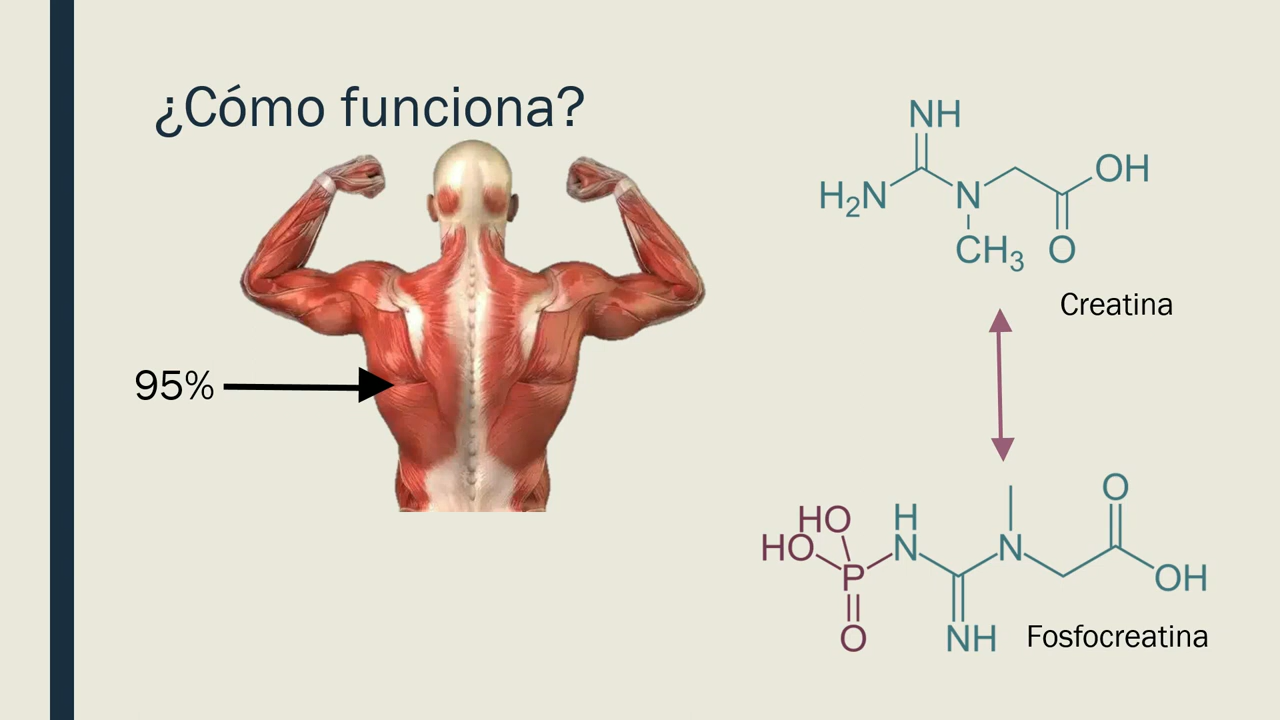 ¿Cómo funciona?
95%
NH
H₂N
N
OH
CH₃
O
Creatina
O
HO
H
HO
N
N
P
OH
O
NH
Fosfocreatina